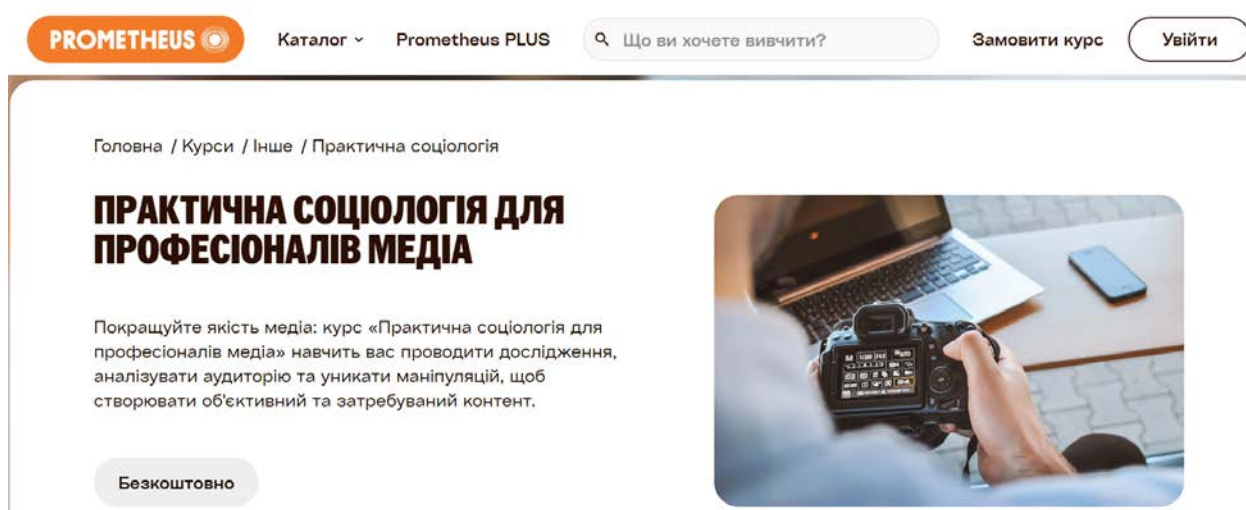 PROMETHEUS Каталог Prometheus PLUS Що ви хочете вивчити? Замовити курс Увійти
Головна / Курси / Інше / Практична соціологія
ПРАКТИЧНА СОЦІОЛОГІЯ ДЛЯ
ПРОФЕСІОНАЛІВ МЕДІА
Покращуйте якість медіа: курс «Практична соціологія для
професіоналів медіа» навчить вас проводити дослідження,
аналізувати аудиторію та уникати маніпуляцій, щоб
створювати об'єктивний та затребуваний контент.
Безкоштовно